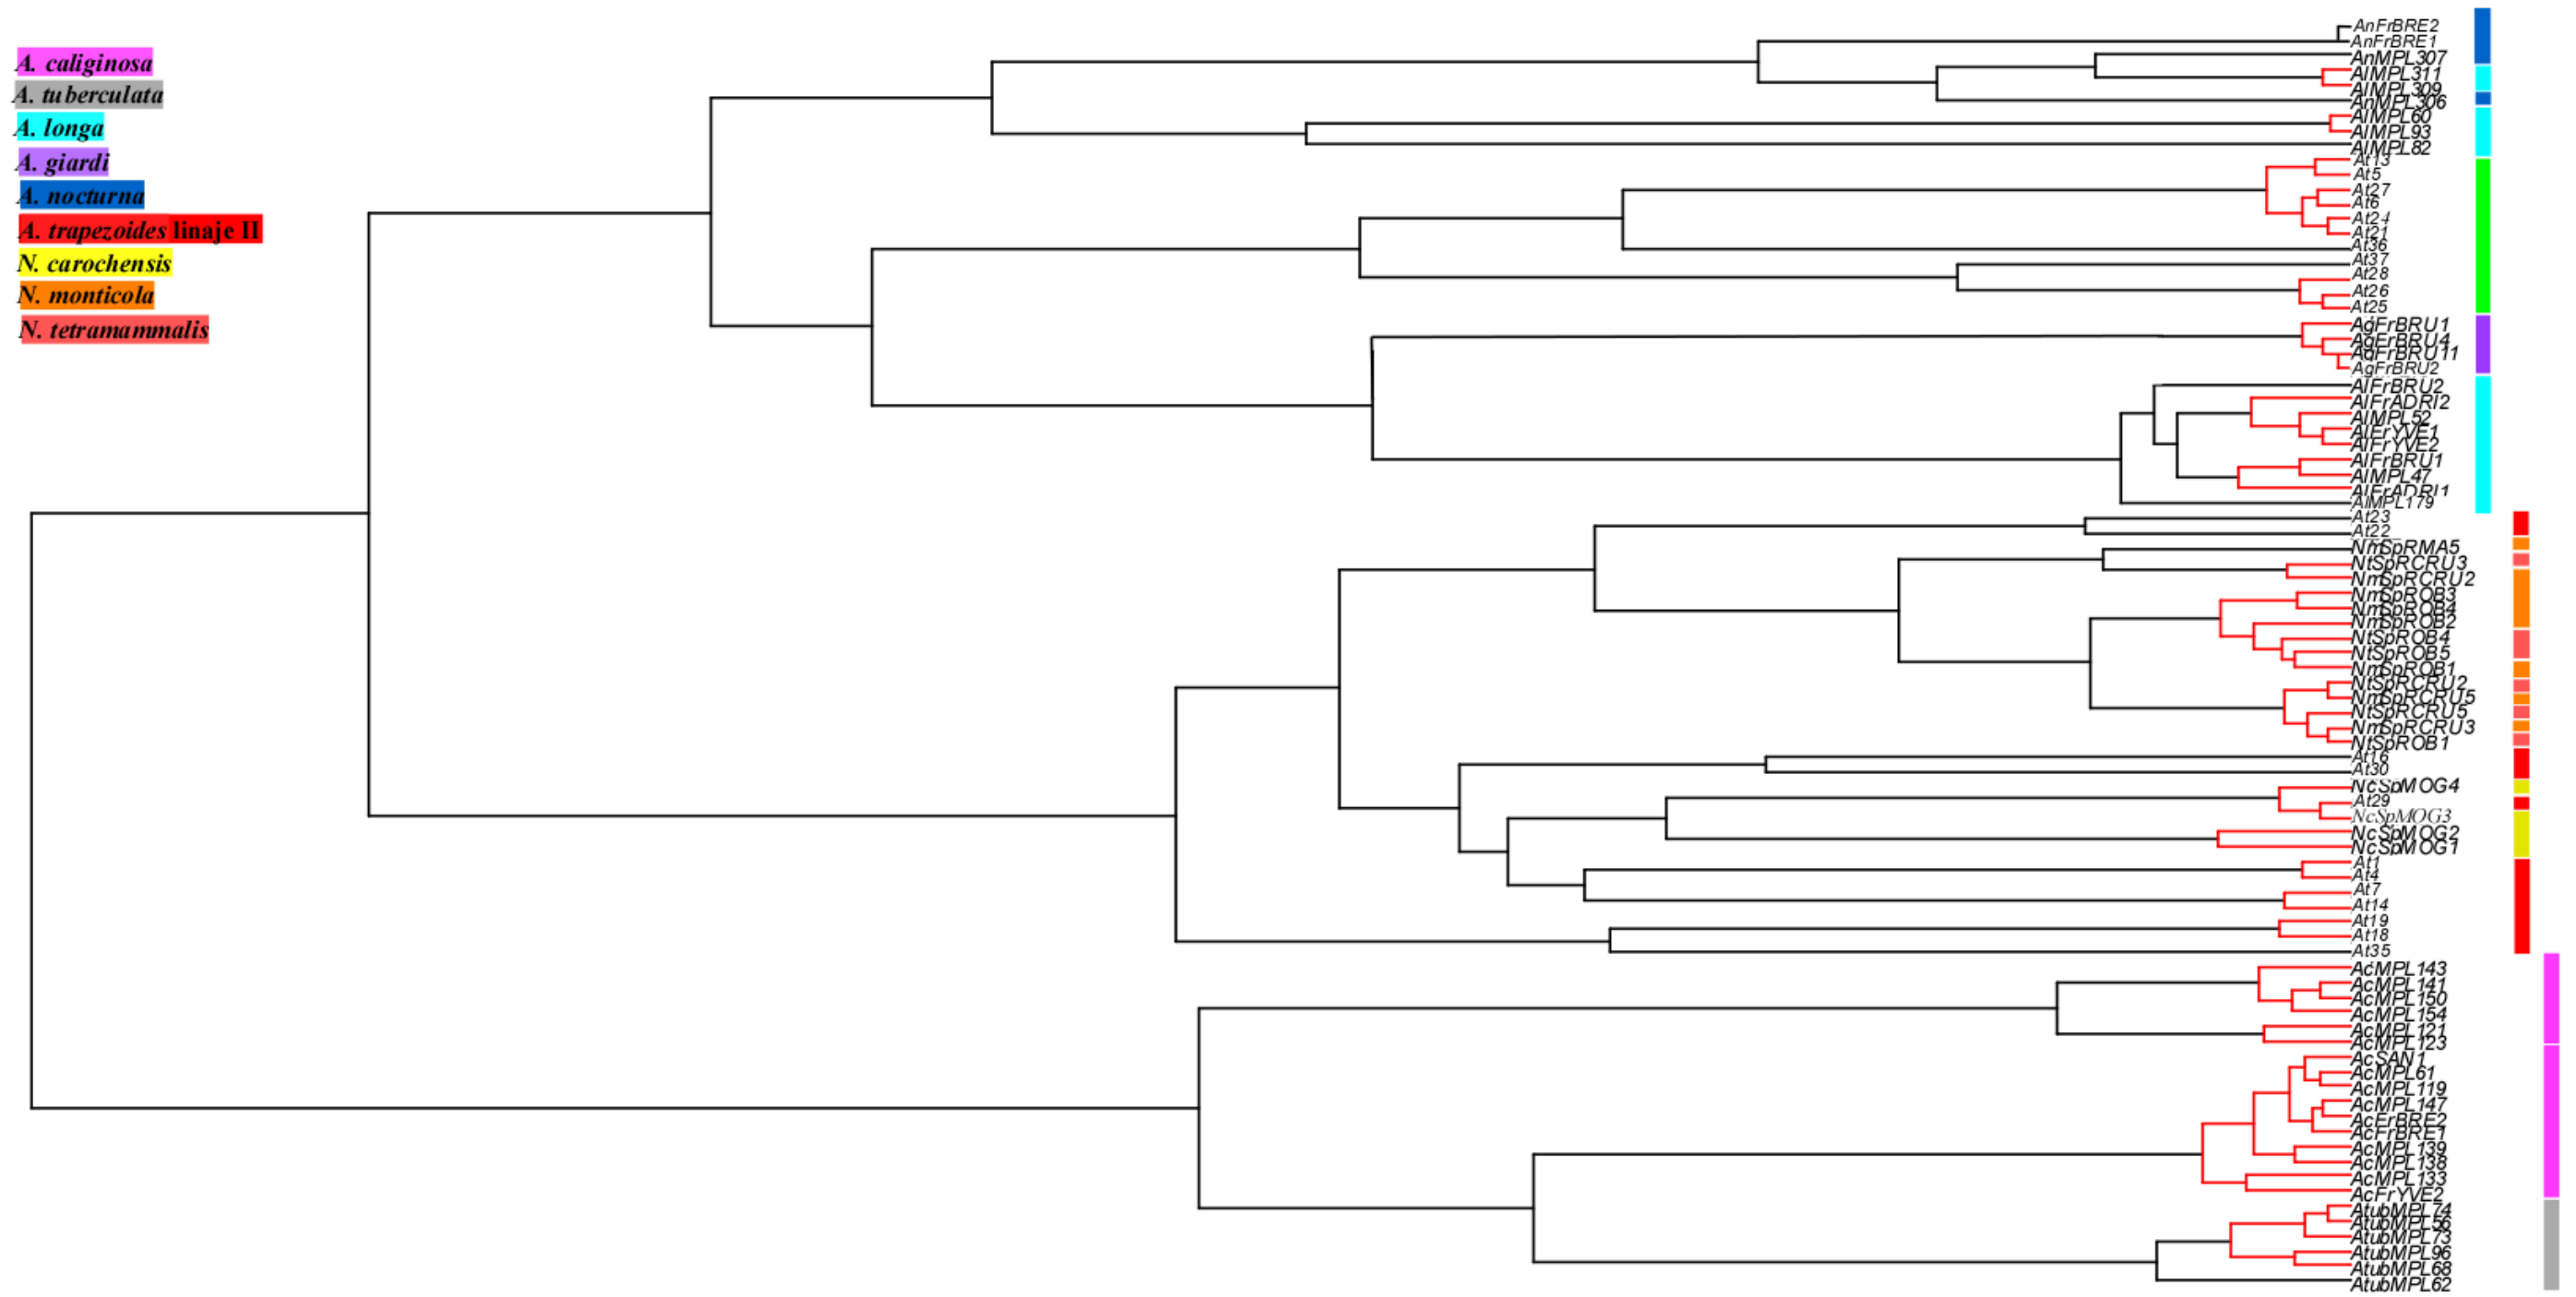 A. caliginosa
A. tuberculata
A. longa
A. giardi
A. nocturna
A. trapezoides linaje II
N. carochensis
N. monticola
N. tetramammalis
AnFrBRE2
AnFrBRE1
AnMPL307
AlMPL311
AlMPL309
AnMPL306
AlMPL60
AlMPL93
AlMPL82
At13
At5
At27
At6
At24
At21
At36
At37
At28
At26
At25
AgFrBRU1
AgFrBRU4
AgFrBRU11
AgFrBRU2
AlFrBRU2
AlFrADRI2
AlMPL52
AlFrYVE1
AlFrYVE2
AlFrBRU1
AlMPL47
AlFrADRI1
AlMPL179
At23
At22
NmSpRMA5
NtSpRCRU3
NmSpRCRU2
NmSpROB3
NmSpROB4
NmSpROB2
NtSpROB4
NtSpROB5
NmSpROB1
NtSpRCRU2
NmSpRCRU5
NtSpRCRU5
NmSpRCRU3
NtSpROB1
At16
At30
NcSpMOG4
At29
NcSpMOG3
NcSpMOG2
NcSpMOG1
At1
At4
At7
At14
At19
At18
At35
AcMPL143
AcMPL141
AcMPL150
AcMPL154
AcMPL121
AcMPL123
AcSAN1
AcMPL61
AcMPL119
AcMPL147
AcFrBRE2
AcFrBRE1
AcMPL139
AcMPL138
AcMPL133
AcFrYVE2
AtubMPL74
AtubMPL56
AtubMPL73
AtubMPL96
AtubMPL68
AtubMPL62